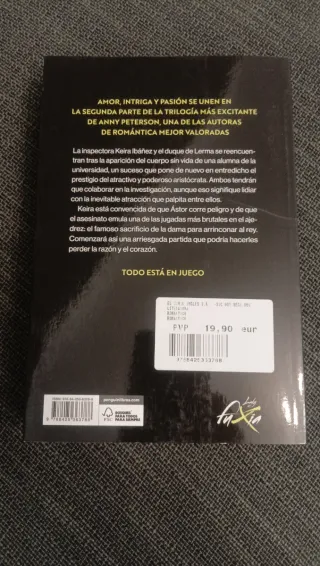 AMOR, INTRIGA Y PASIÓN SE UNEN EN
LA SEGUNDA PARTE DE LA TRILOGÍA MÁS EXCITANTE
DE ANNY PETERSON, UNA DE LAS AUTORAS
DE ROMÁNTICA MEJOR VALORADAS
La inspectora Keira Ibáñez y el duque de Lerma se reencuen-
tran tras la aparición del cuerpo sin vida de una alumna de la
universidad, un suceso que pone de nuevo en entredicho el
prestigio del atractivo y poderoso aristócrata. Ambos tendrán
que colaborar en la investigación, aunque eso signifique lidiar
con la inevitable atracción que palpita entre ellos.
Keira está convencida de que Ástor corre peligro y de que
el asesinato emula una de las jugadas más brutales en el aje-
drez: el famoso sacrificio de la dama para arrinconar al rey.
Comenzará así una arriesgada partida que podría hacerles
perder la razón y el corazón.
TODO ESTÁ EN JUEGO
PVP 19,90 eur
penguinlibros.com
FSC